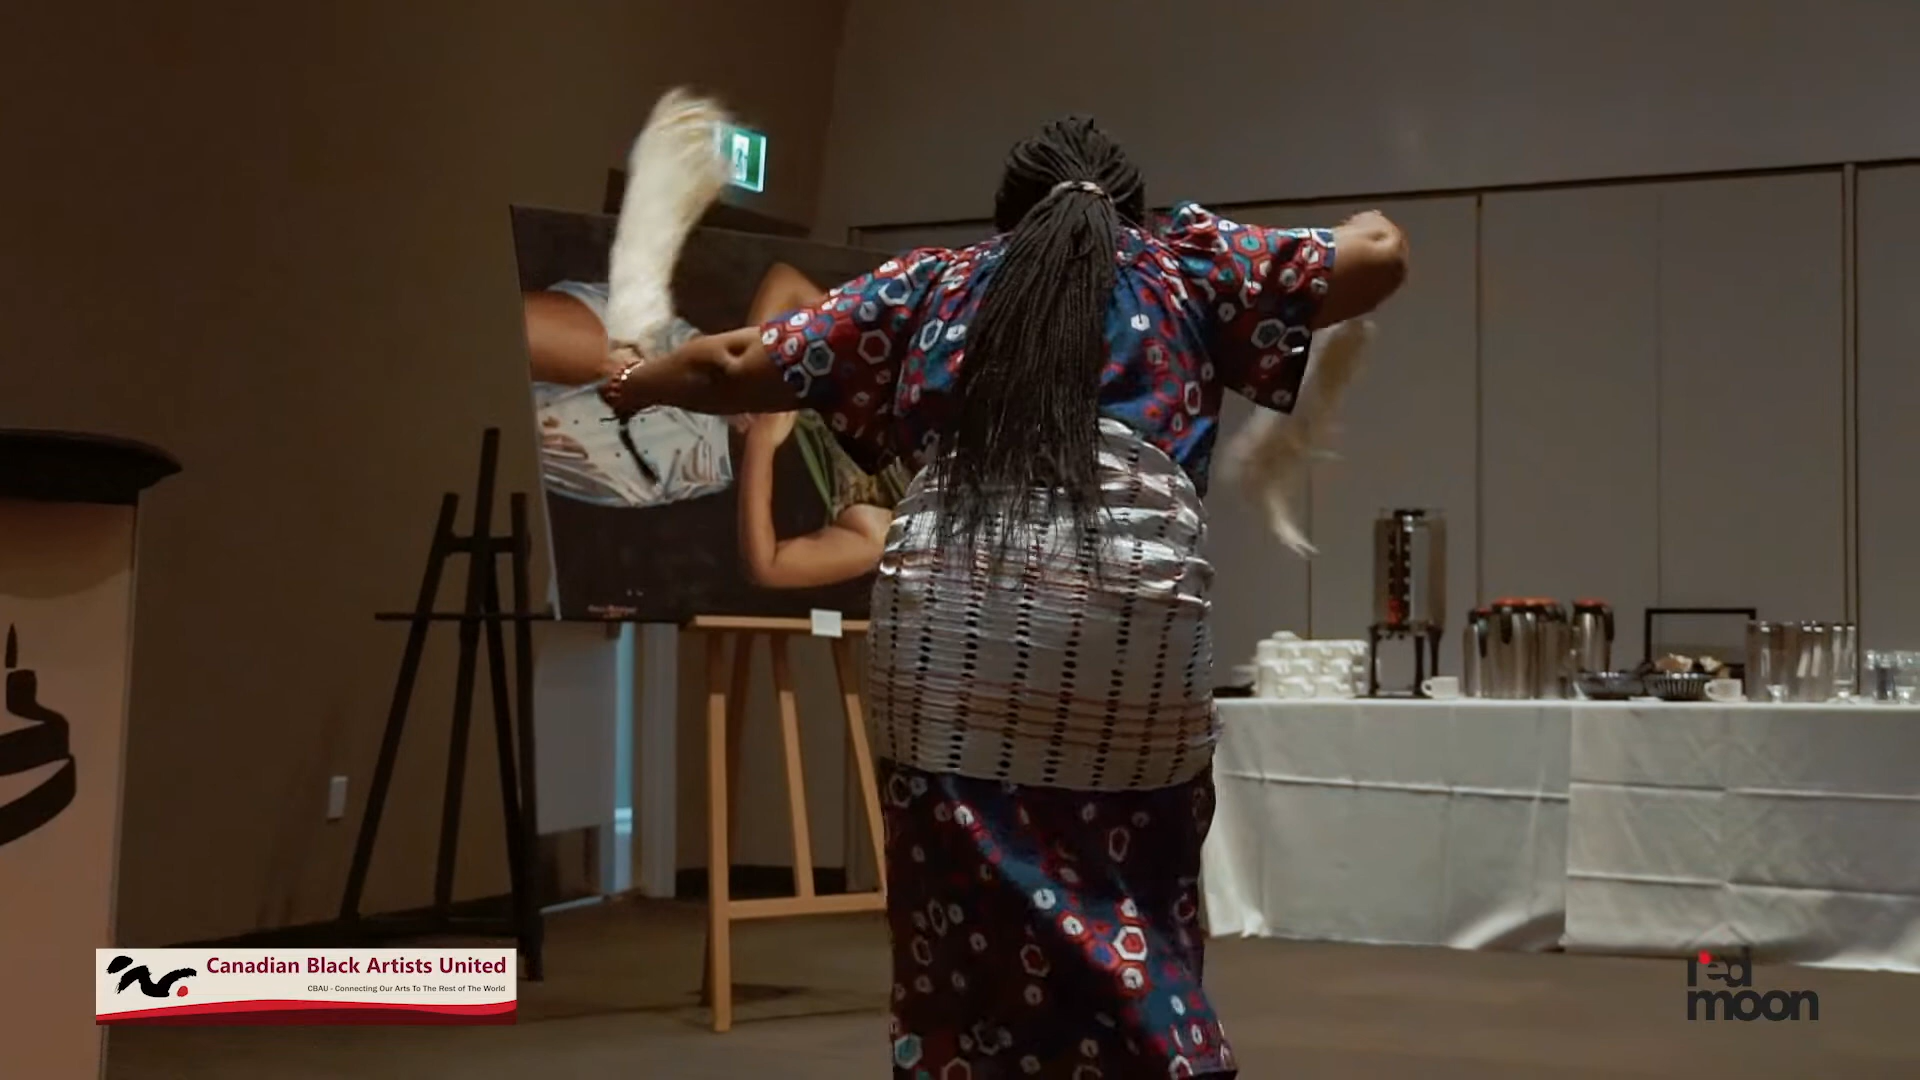 Canadian Black Artists United
CBAU - Connecting Our Arts To The Rest of The World
red
moon